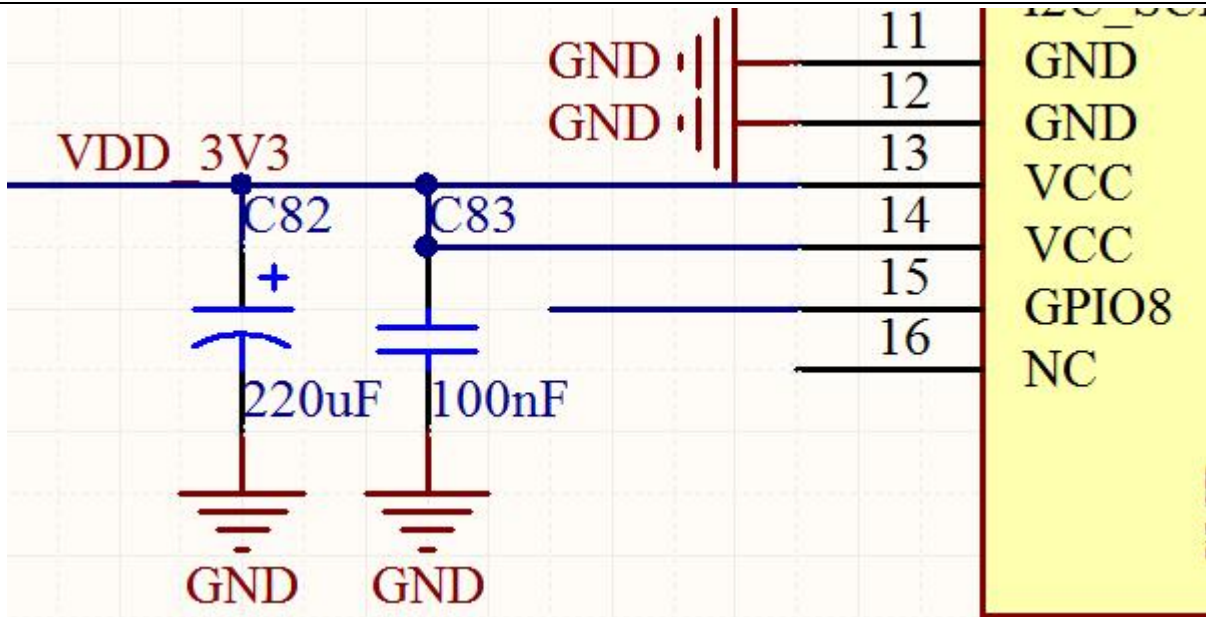 11
GND GND
12
GND GND
VDD_3V3 13
VCC
C82 C83 14
VCC
+
15
GPIO8
16
NC
220uF 100nF
GND GND